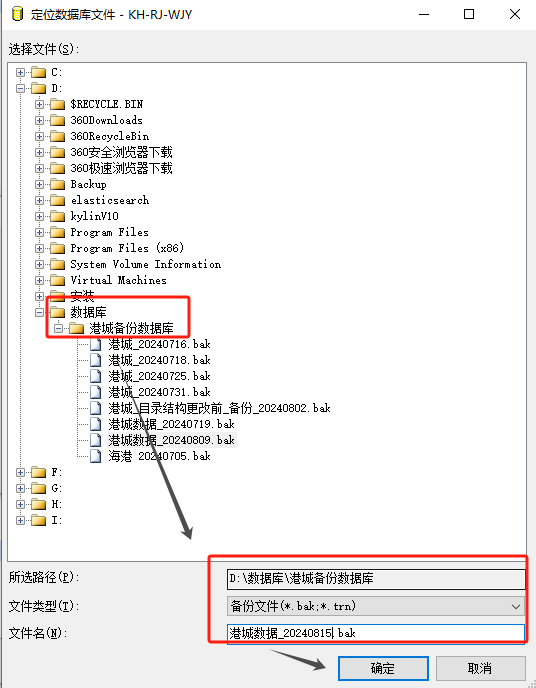 定位数据库文件 - KH-RJ-WJY
选择文件(S):
C:
D:
$RECYCLE.BIN
360Downloads
360RecycleBin
360安全浏览器下载
360极速浏览器下载
Backup
elasticsearch
kylinV10
Program Files
Program Files (x86)
System Volume Information
Virtual Machines
安装
数据库
港城备份数据库
港城_20240716.bak
港城_20240718.bak
港城_20240725.bak
港城_20240731.bak
港城_目录结构更改前_备份_20240802.bak
港城数据_20240719.bak
港城数据_20240809.bak
海港 20240705.bak
F:
G:
H:
I:
所选路径(P):
D:\数据库\港城备份数据库
文件类型(T):
备份文件(*.bak;*.trn)
文件名(N):
港城数据_20240815.bak
确定
取消